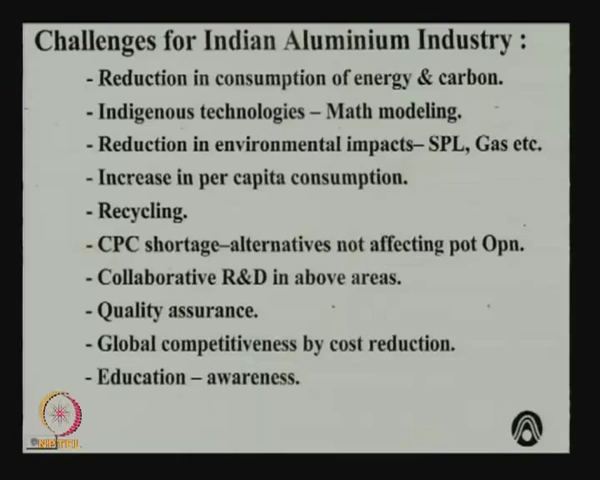 Challenges for Indian Aluminium Industry :
- Reduction in consumption of energy & carbon.
- Indigenous technologies – Math modeling.
- Reduction in environmental impacts– SPL, Gas etc.
- Increase in per capita consumption.
- Recycling.
- CPC shortage–alternatives not affecting pot Opn.
- Collaborative R&D in above areas.
- Quality assurance.
- Global competitiveness by cost reduction.
- Education – awareness.
NPTEL